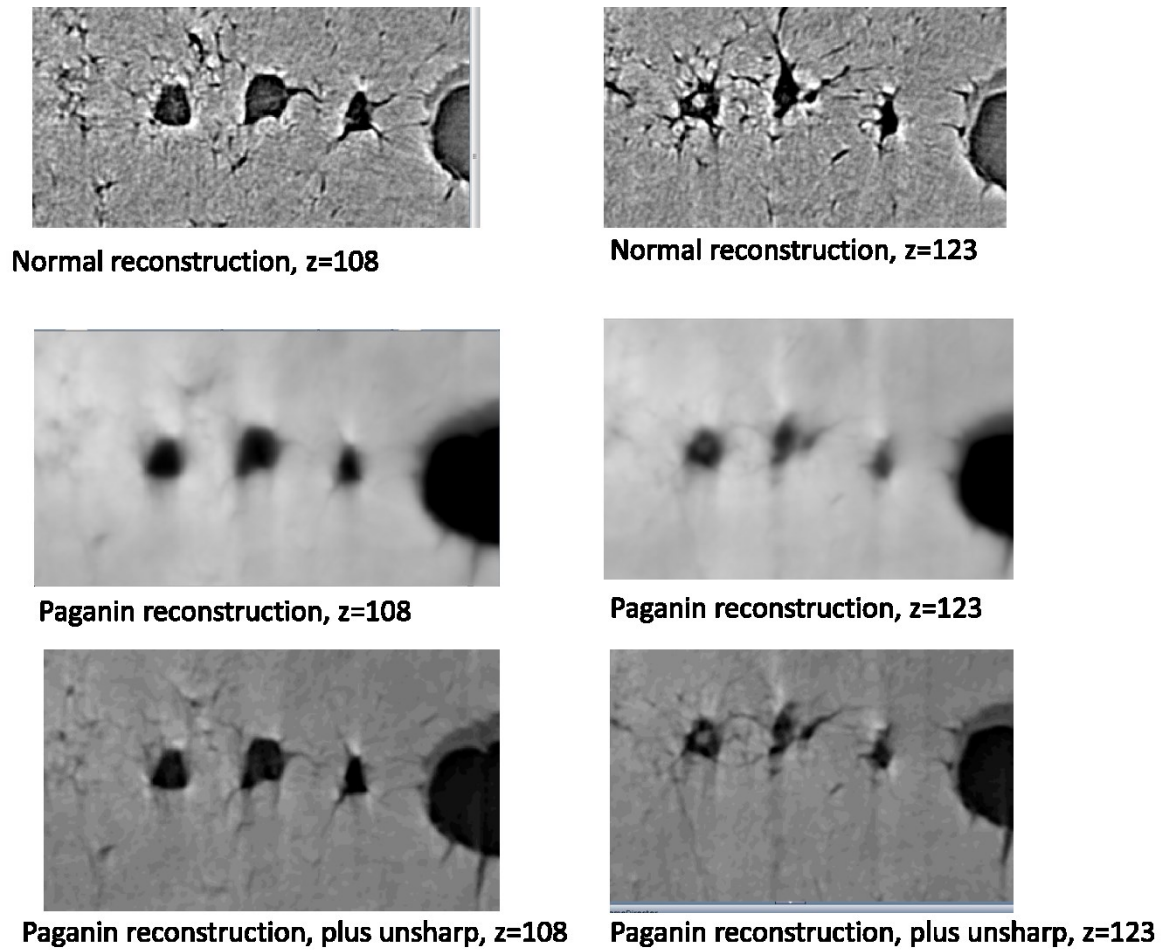 Normal reconstruction, z=108
Normal reconstruction, z=123
Paganin reconstruction, z=108
Paganin reconstruction, z=123
Paganin reconstruction, plus unsharp, z=108
Paganin reconstruction, plus unsharp, z=123